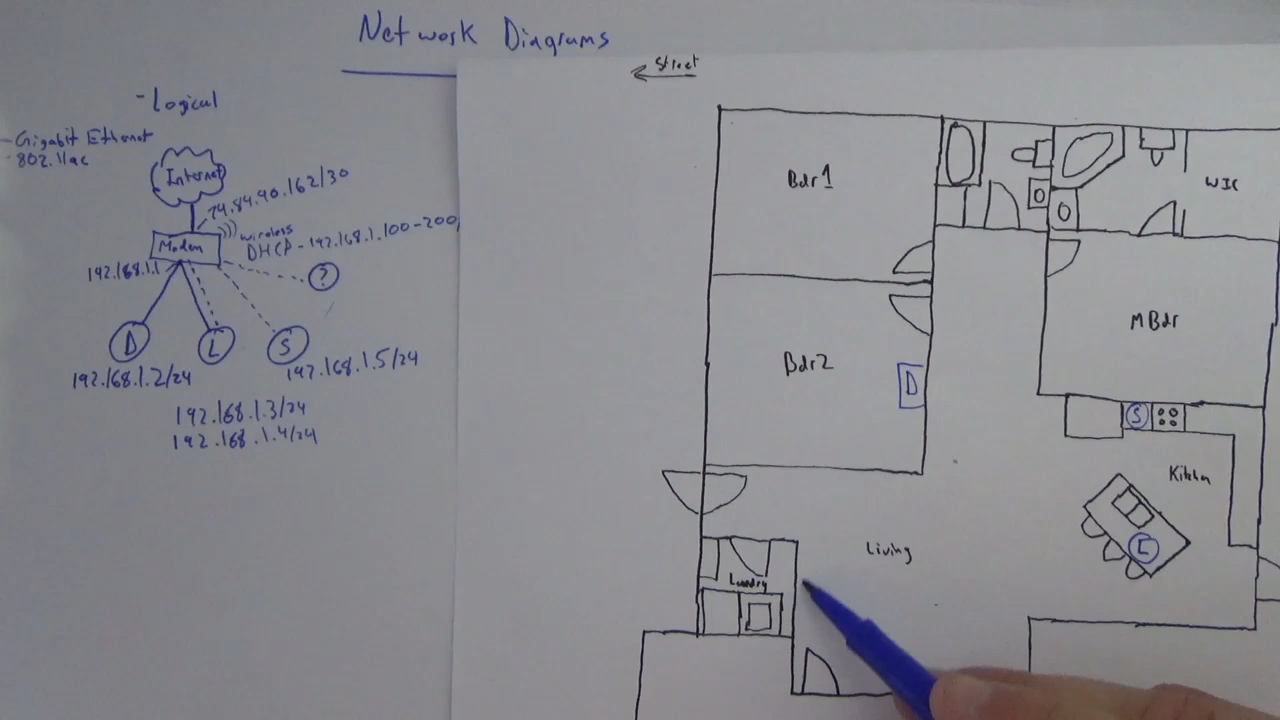 Network Diagrams
- Logical
- Gigabit Ethernet
- 802.11ac
Internet
74.84.90.162/30
Modem
wireless
DHCP - 192.168.1.100-200
192.168.1.1
?
D
L
S
192.168.1.2/24
192.168.1.5/24
192.168.1.3/24
192.168.1.4/24
Street
Bdr1
WIC
Bdr2
MBdr
D
S
Kitchen
Living
L
Laundry